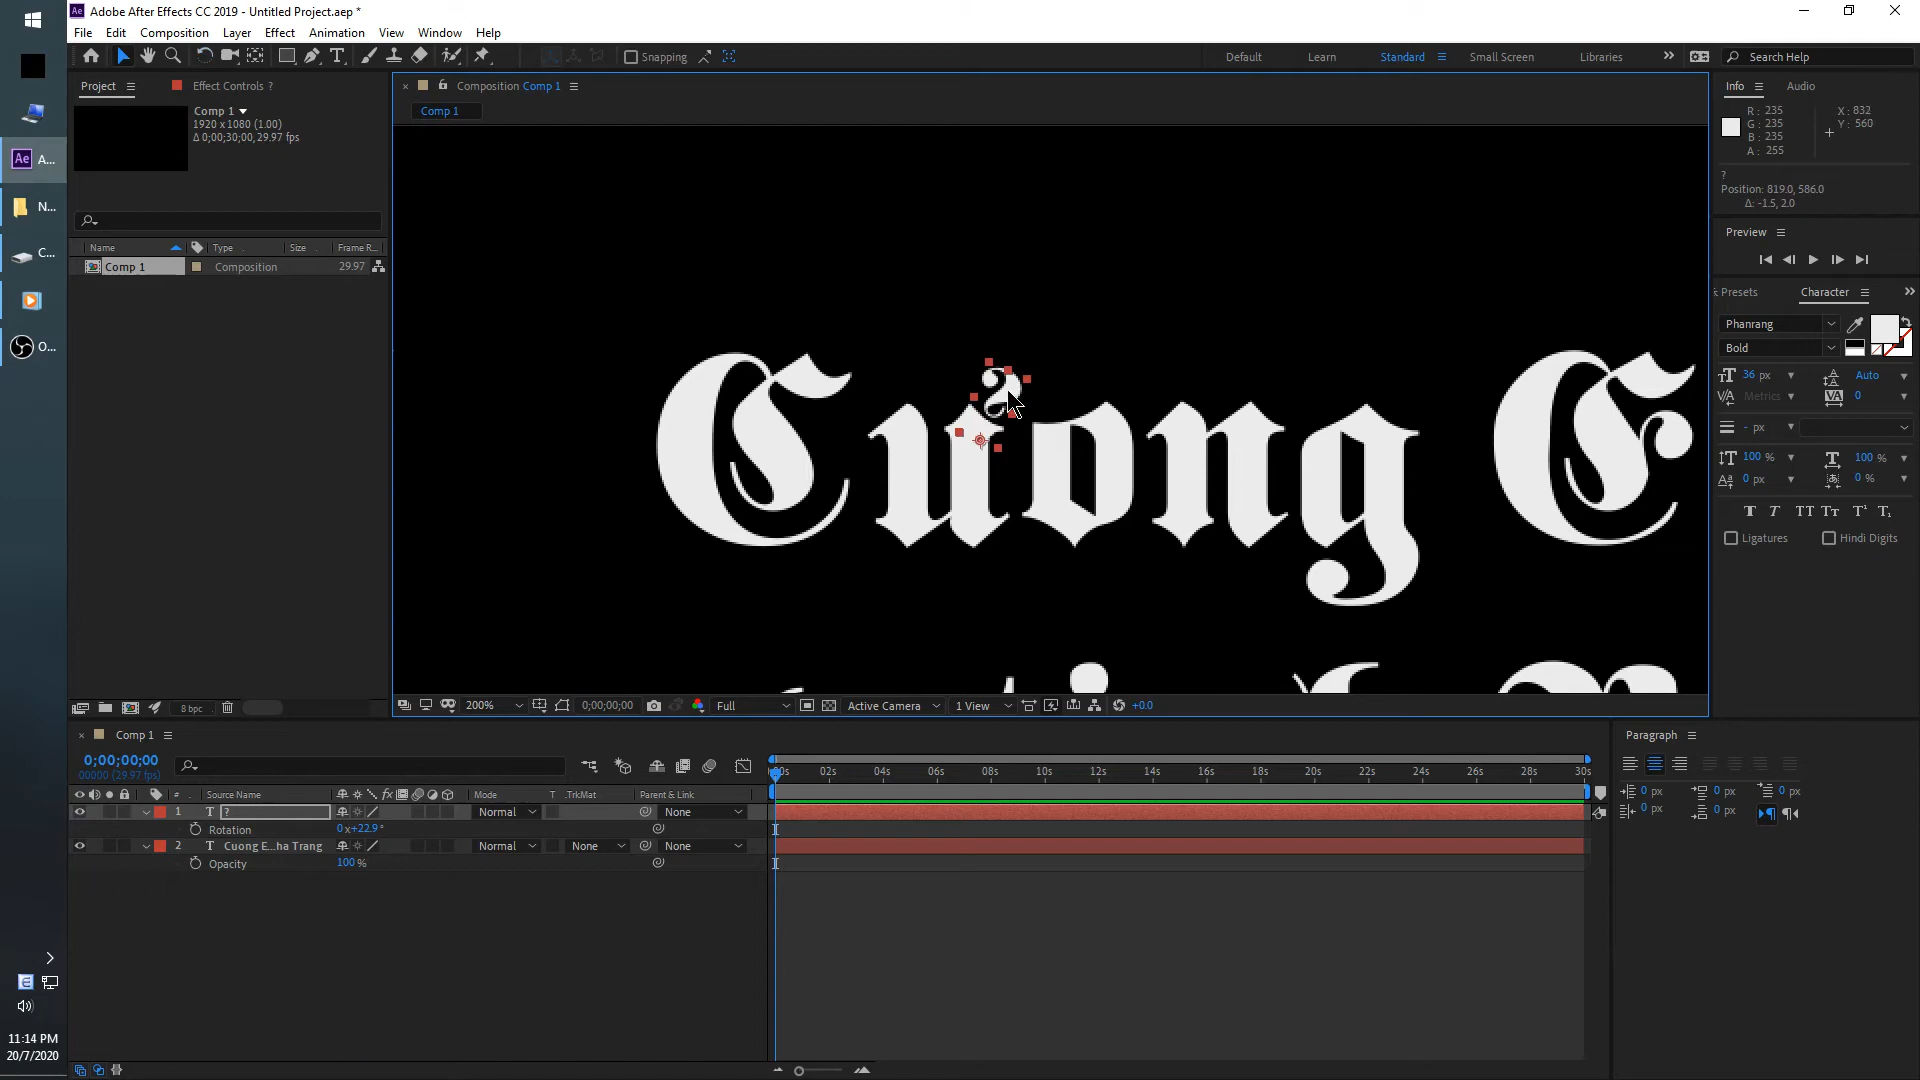 Adobe After Effects CC 2019 - Untitled Project.aep *
File Edit Composition Layer Effect Animation View Window Help
Snapping
Default Learn Standard Small Screen Libraries
Search Help
Project
Effect Controls ?
Comp 1
1920 x 1080 (1.00)
Δ 0;00;30;00, 29.97 fps
Name Type Size Frame R...
Comp 1 Composition 29.97
8 bpc
Composition Comp 1
Comp 1
Cuong E
?
200% 0;00;00;00 Full Active Camera 1 View +0.0
Info Audio
R : 235
G : 235
B : 235
A : 255
X : 832
Y : 560
?
Position: 819.0, 586.0
Δ: -1.5, 2.0
Preview
Presets Character
Phanrang
Bold
36 px Auto
Metrics 0
- px
100 % 100 %
0 px 0 %
T T TT Tr T¹ T₁
Ligatures Hindi Digits
Comp 1
0;00;00;00
00000 (29.97 fps)
# Source Name Mode T .TrkMat Parent & Link
1 T ? Normal None
Rotation 0x+22.9°
2 T Cuong E...ha Trang Normal None None
Opacity 100 %
:00s 02s 04s 06s 08s 10s 12s 14s 16s 18s 20s 22s 24s 26s 28s 30s
Paragraph
0 px 0 px 0 px
0 px 0 px
Ae A...
N...
C...
O...
E
11:14 PM
20/7/2020